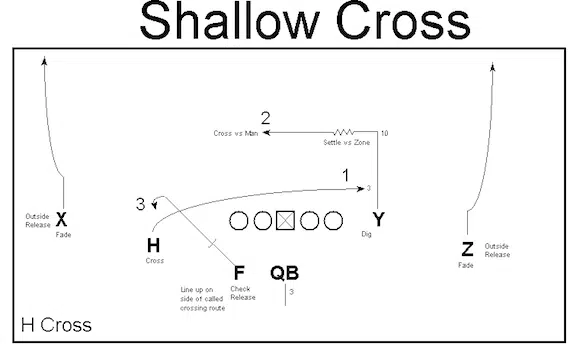 Shallow Cross
2
Cross vs Man
10
Settle vs Zone
1
3
3
Outside
Release
X
Fade
H
Cross
Y
Dig
Z
Fade
Outside
Release
F
QB
Check
Release
3
Line up on
side of called
crossing route
H Cross